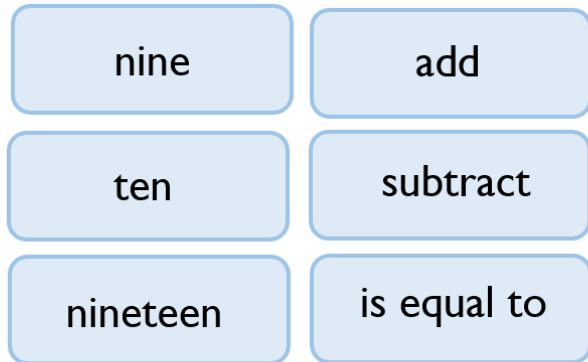 nine
add
ten
subtract
nineteen
is equal to